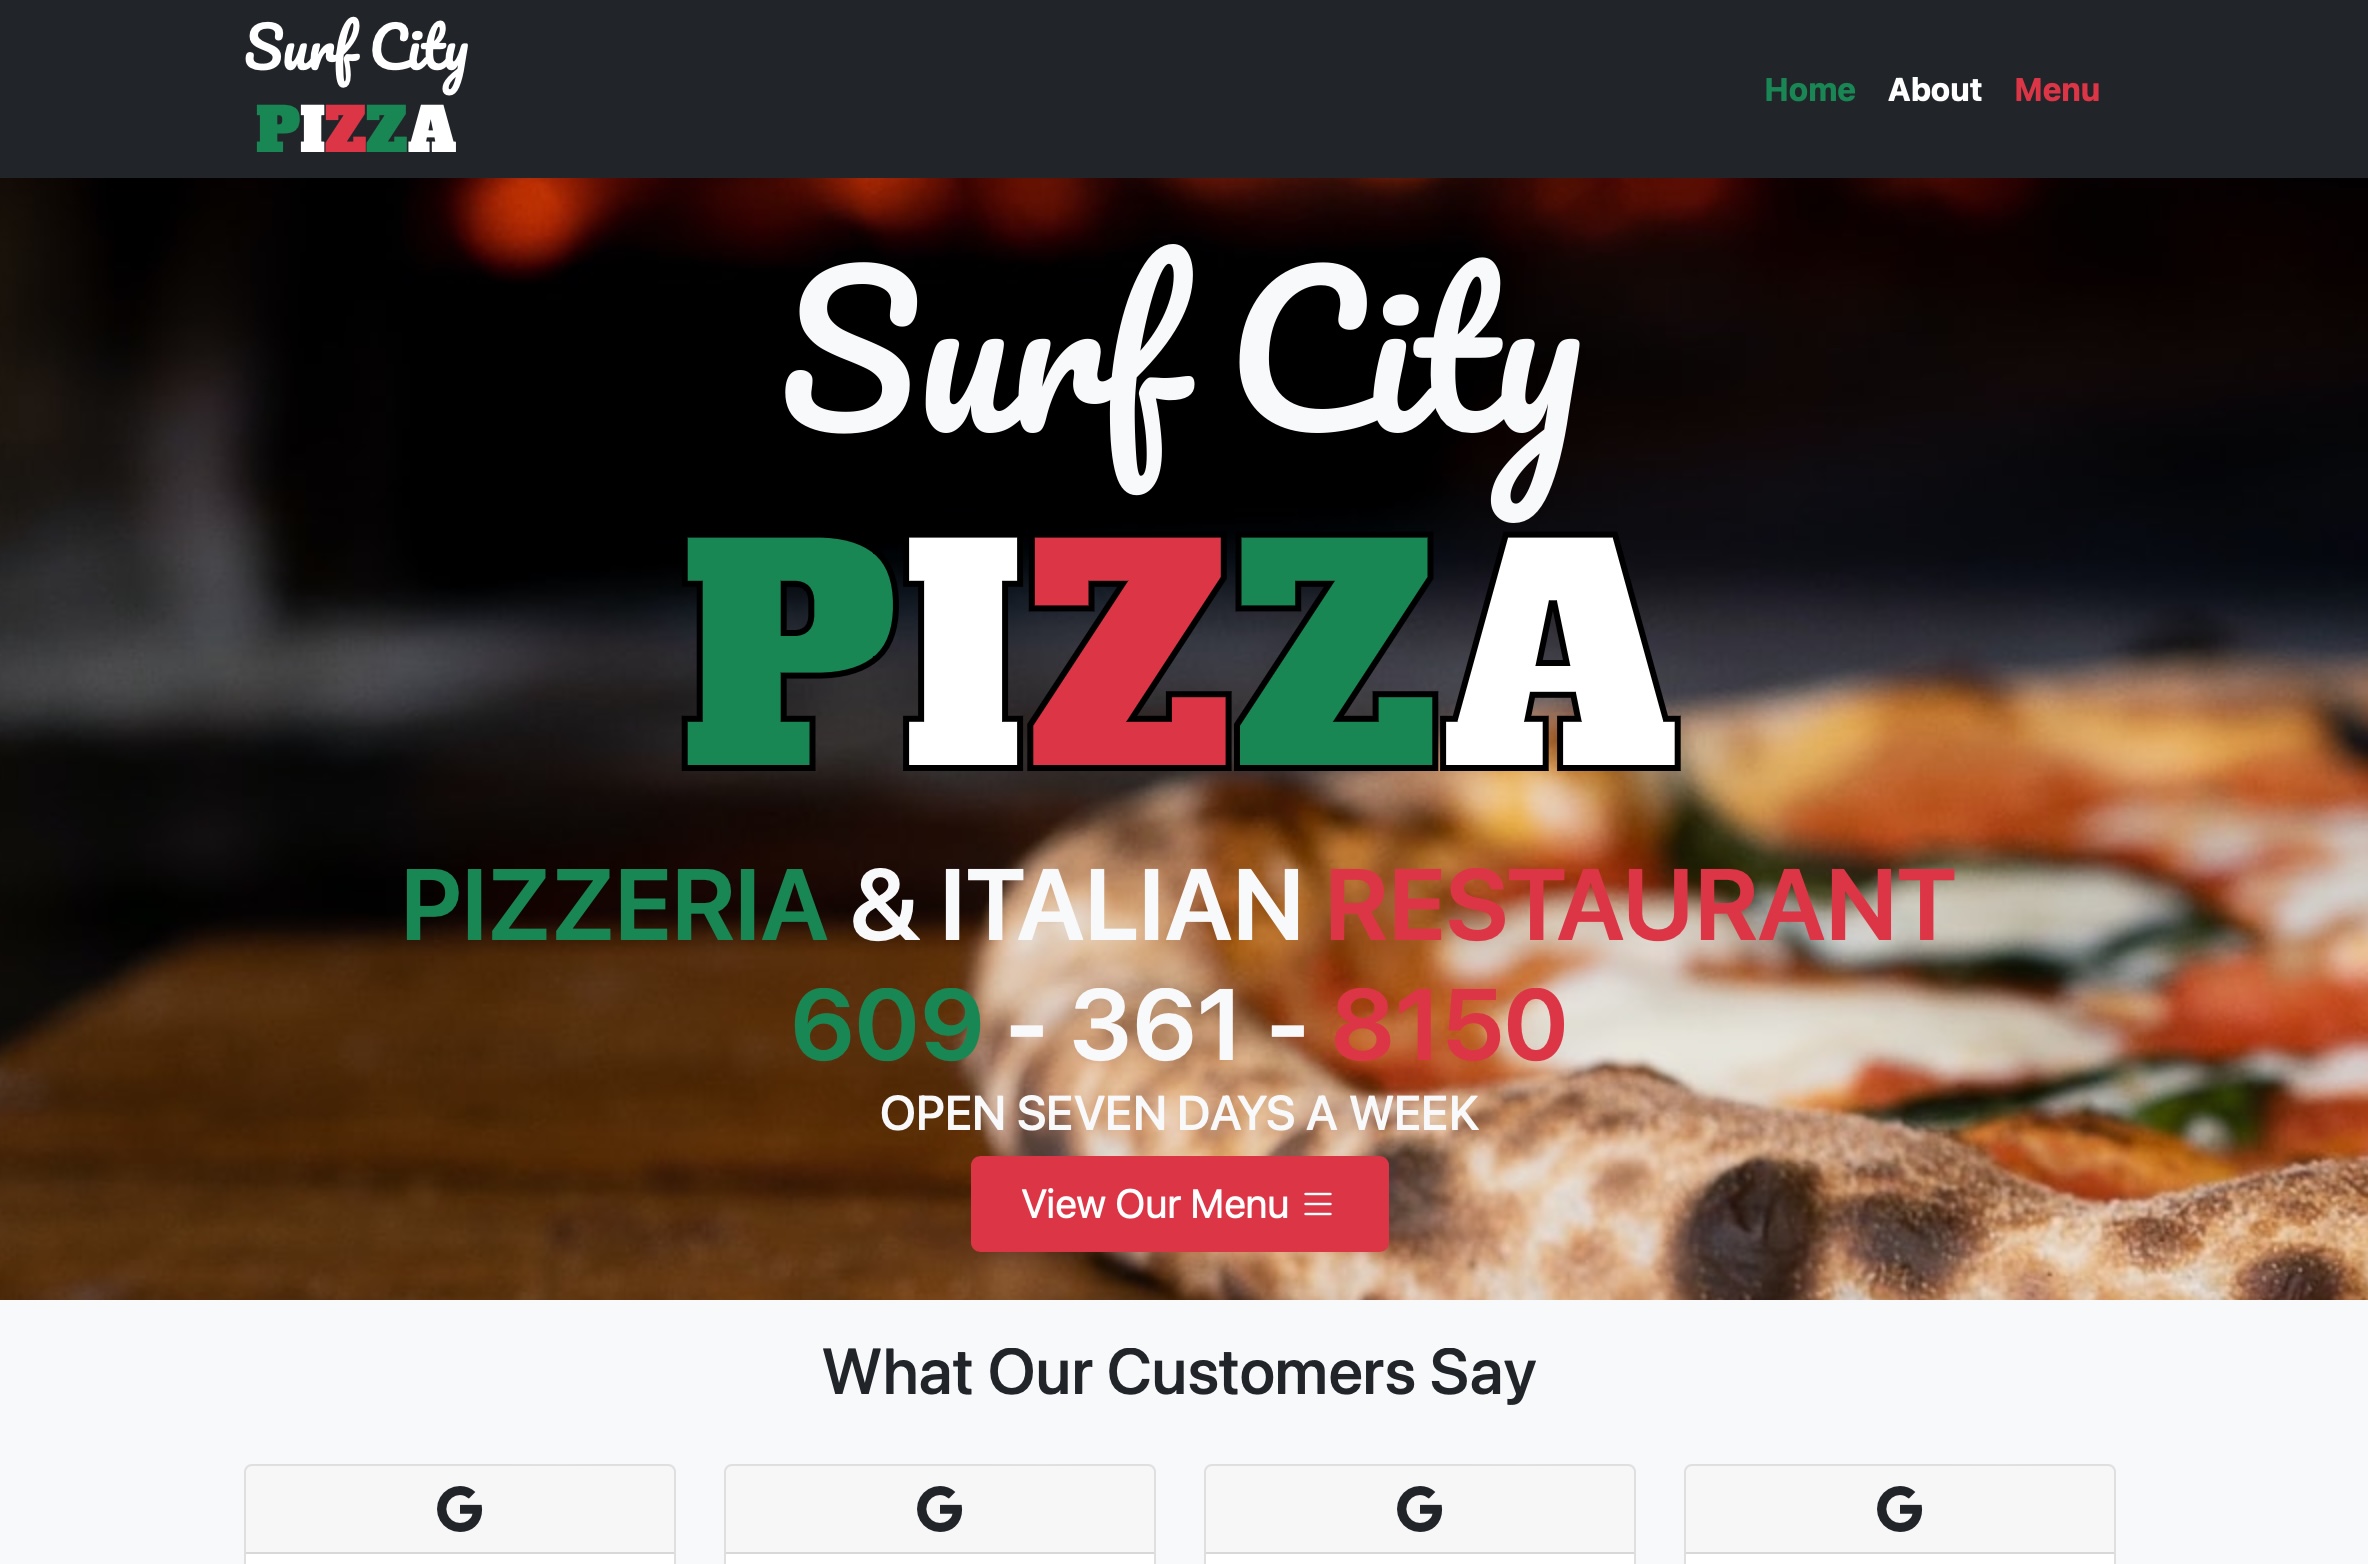 Surf City
PIZZA
Home About Menu
Surf City
PIZZA
PIZZERIA & ITALIAN RESTAURANT
609 - 361 - 8150
OPEN SEVEN DAYS A WEEK
View Our Menu
What Our Customers Say
G G G G